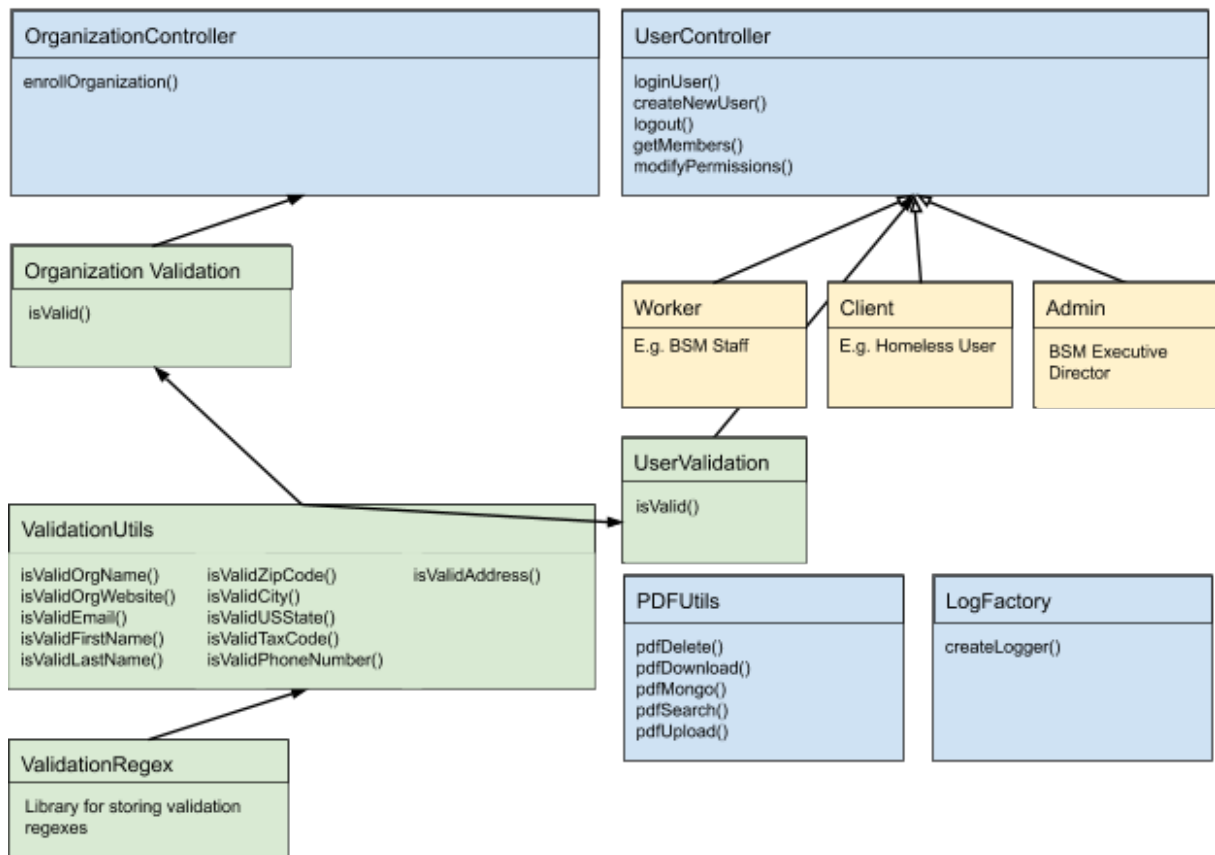 OrganizationController
enrollOrganization()
UserController
loginUser()
createNewUser()
logout()
getMembers()
modifyPermissions()
Organization Validation
isValid()
Worker
E.g. BSM Staff
Client
E.g. Homeless User
Admin
BSM Executive
Director
UserValidation
isValid()
ValidationUtils
isValidOrgName()
isValidOrgWebsite()
isValidEmail()
isValidFirstName()
isValidLastName()
isValidZipCode()
isValidCity()
isValidUSState()
isValidTaxCode()
isValidPhoneNumber()
isValidAddress()
PDFUtils
pdfDelete()
pdfDownload()
pdfMongo()
pdfSearch()
pdfUpload()
LogFactory
createLogger()
ValidationRegex
Library for storing validation
regexes